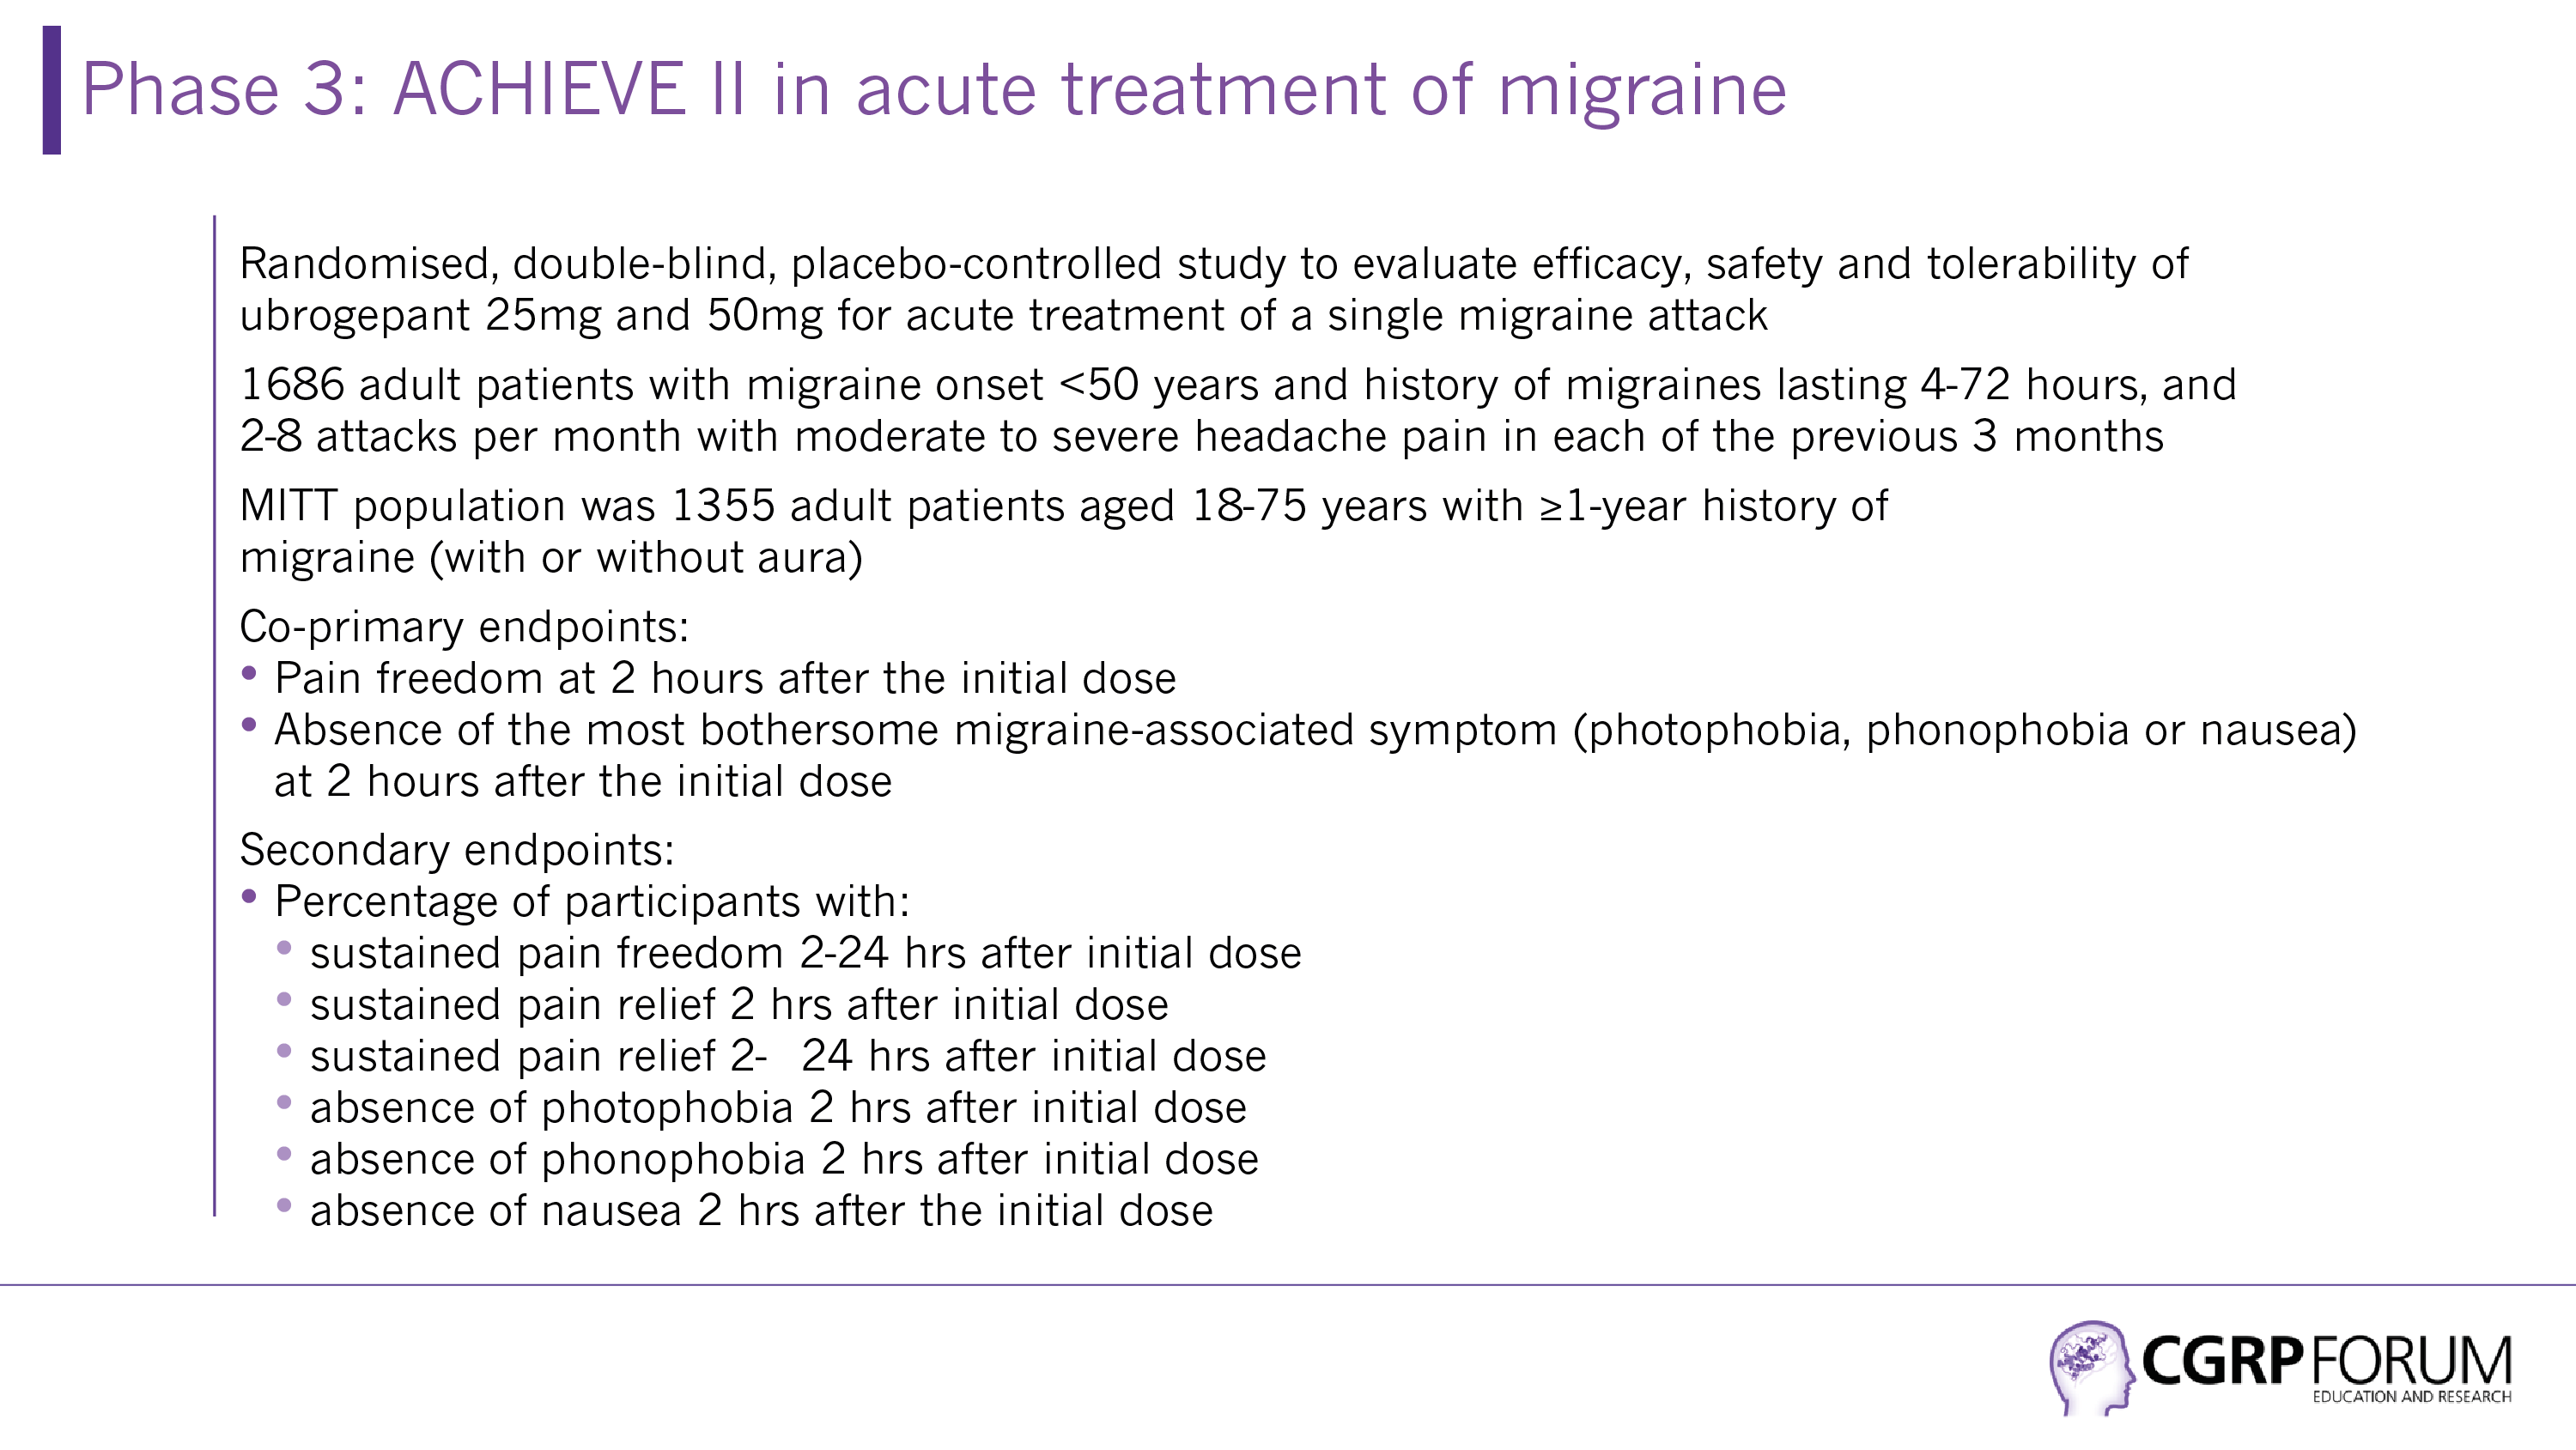 Phase 3: ACHIEVE II in acute treatment of migraine
Randomised, double-blind, placebo-controlled study to evaluate efficacy, safety and tolerability of
ubrogepant 25mg and 50mg for acute treatment of a single migraine attack
1686 adult patients with migraine onset <50 years and history of migraines lasting 4-72 hours, and
2-8 attacks per month with moderate to severe headache pain in each of the previous 3 months
MITT population was 1355 adult patients aged 18-75 years with ≥1-year history of
migraine (with or without aura)
Co-primary endpoints:
• Pain freedom at 2 hours after the initial dose
• Absence of the most bothersome migraine-associated symptom (photophobia, phonophobia or nausea)
at 2 hours after the initial dose
Secondary endpoints:
• Percentage of participants with:
• sustained pain freedom 2-24 hrs after initial dose
• sustained pain relief 2 hrs after initial dose
• sustained pain relief 2- 24 hrs after initial dose
• absence of photophobia 2 hrs after initial dose
• absence of phonophobia 2 hrs after initial dose
• absence of nausea 2 hrs after the initial dose
CGRP FORUM
EDUCATION AND RESEARCH